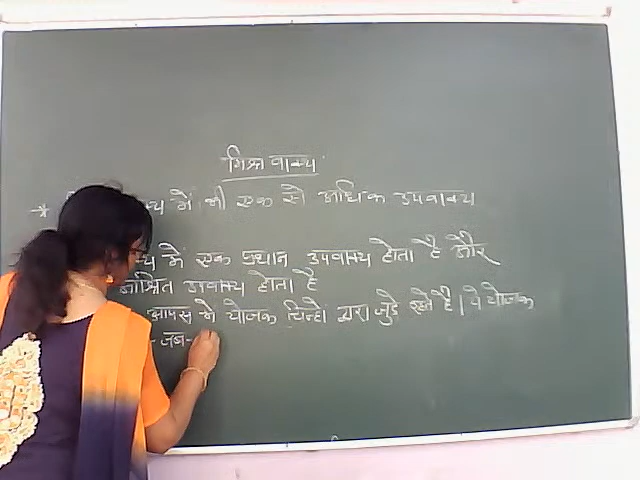 मिश्र वाक्य
→ में भी एक से अधिक उपवाक्य
में एक प्रधान उपवाक्य होता है और
आश्रित उपवाक्य होता है
आपस में योजक चिन्हो द्वारा जुडे रहते है। ये योजक
- जब-